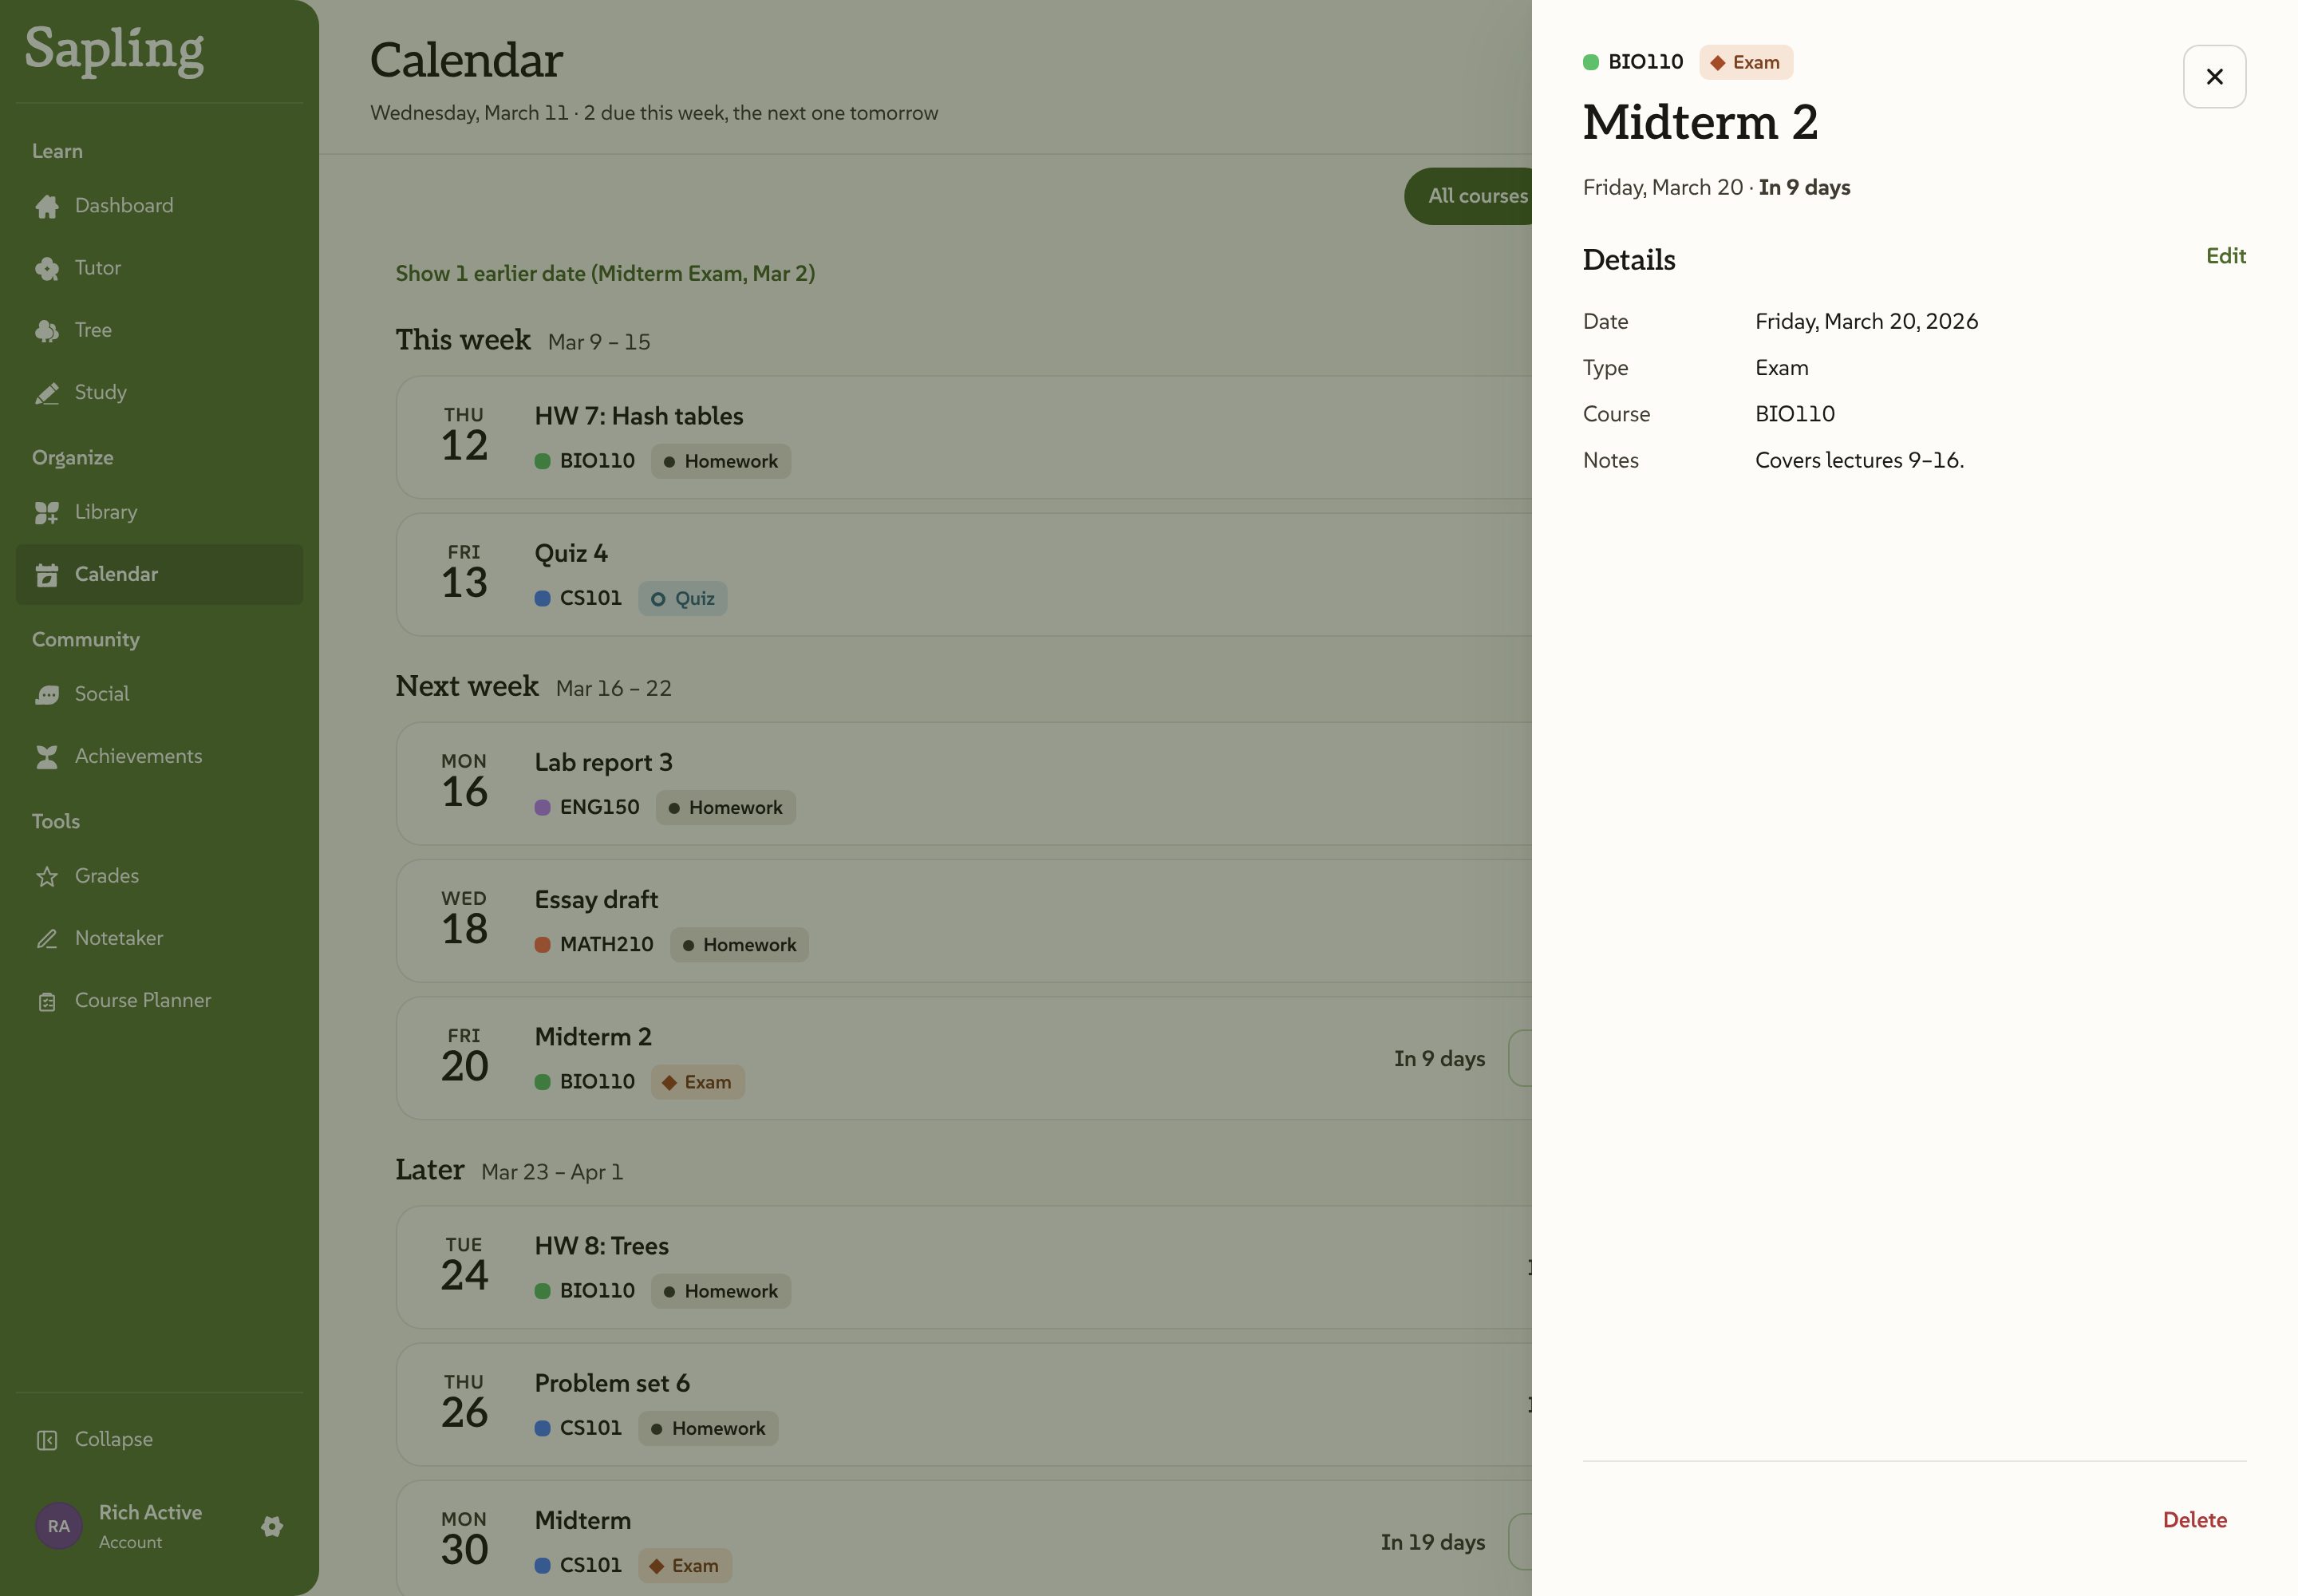 Sapling
Learn
Dashboard
Tutor
Tree
Study
Organize
Library
Calendar
Community
Social
Achievements
Tools
Grades
Notetaker
Course Planner
Collapse
RA
Rich Active
Account
Calendar
Wednesday, March 11 · 2 due this week, the next one tomorrow
All courses
Show 1 earlier date (Midterm Exam, Mar 2)
This week Mar 9 – 15
THU
12
HW 7: Hash tables
BIO110 Homework
FRI
13
Quiz 4
CS101 Quiz
Next week Mar 16 – 22
MON
16
Lab report 3
ENG150 Homework
WED
18
Essay draft
MATH210 Homework
FRI
20
Midterm 2
BIO110 Exam
In 9 days
Later Mar 23 – Apr 1
TUE
24
HW 8: Trees
BIO110 Homework
THU
26
Problem set 6
CS101 Homework
MON
30
Midterm
CS101 Exam
In 19 days
BIO110 Exam
Midterm 2
Friday, March 20 · In 9 days
Details Edit
Date Friday, March 20, 2026
Type Exam
Course BIO110
Notes Covers lectures 9–16.
Delete